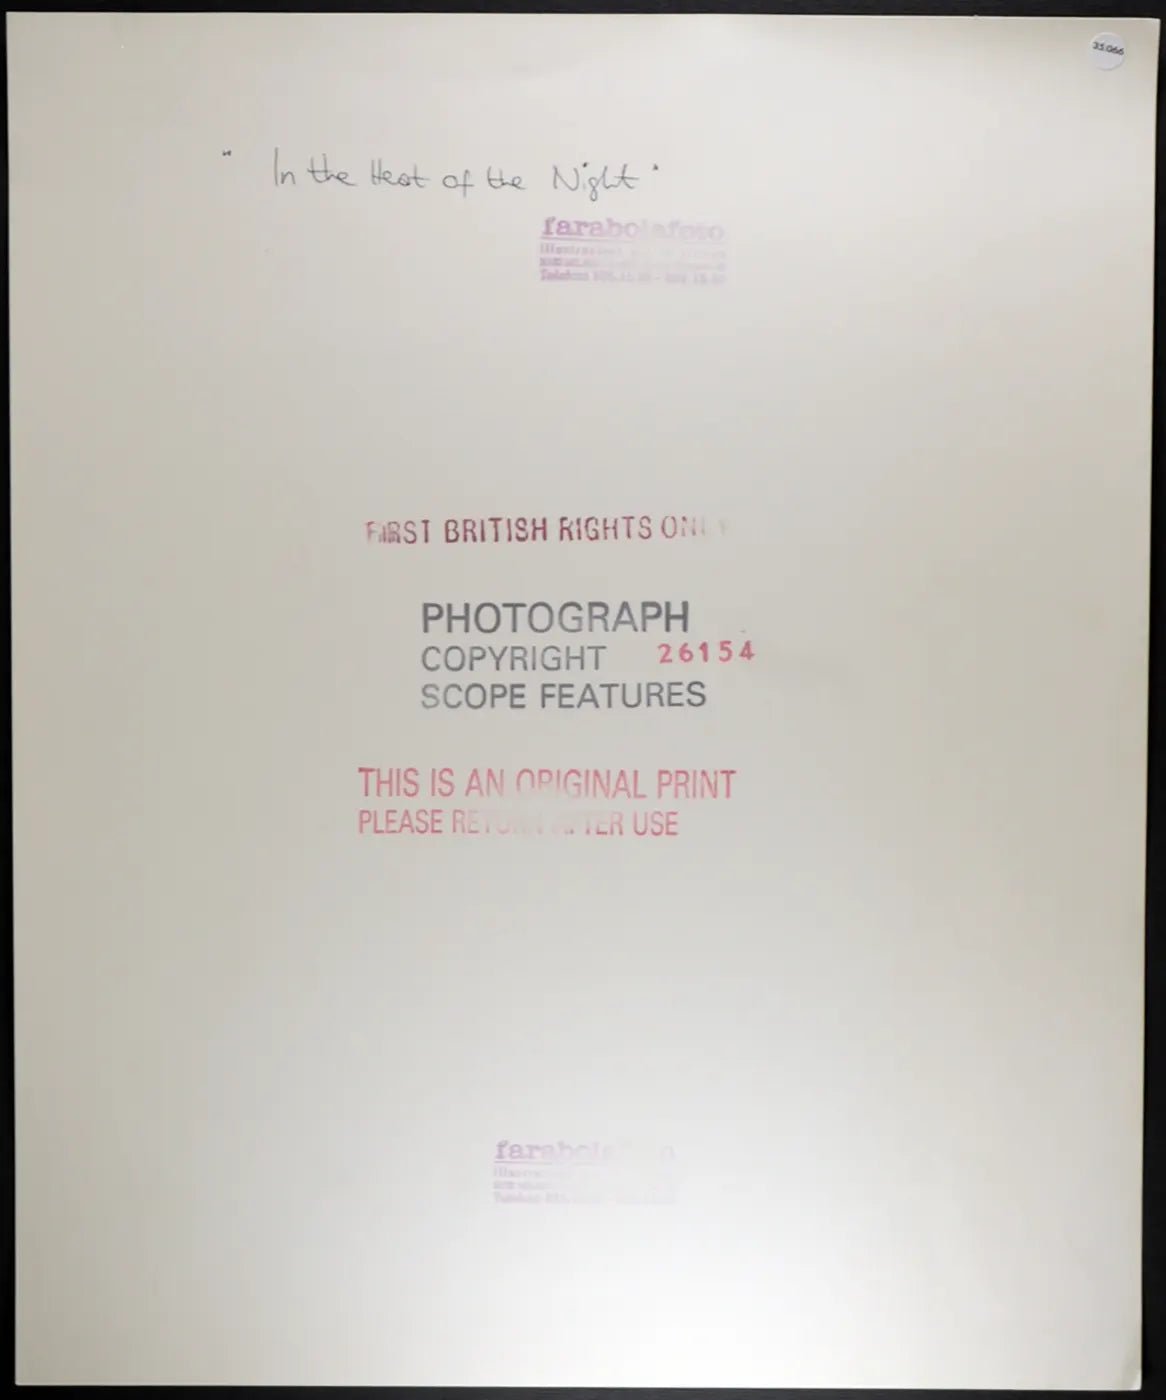 35.066
" In the Heat of the Night "
farabolafoto
FIRST BRITISH RIGHTS ONLY
PHOTOGRAPH
COPYRIGHT 26154
SCOPE FEATURES
THIS IS AN ORIGINAL PRINT
PLEASE RETURN AFTER USE
farabolafoto